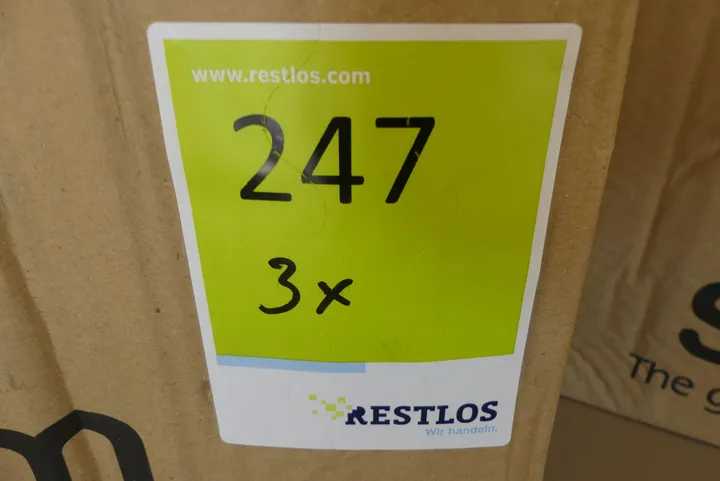 www.restlos.com
247
3x
RESTLOS
Wir handeln.
m
The